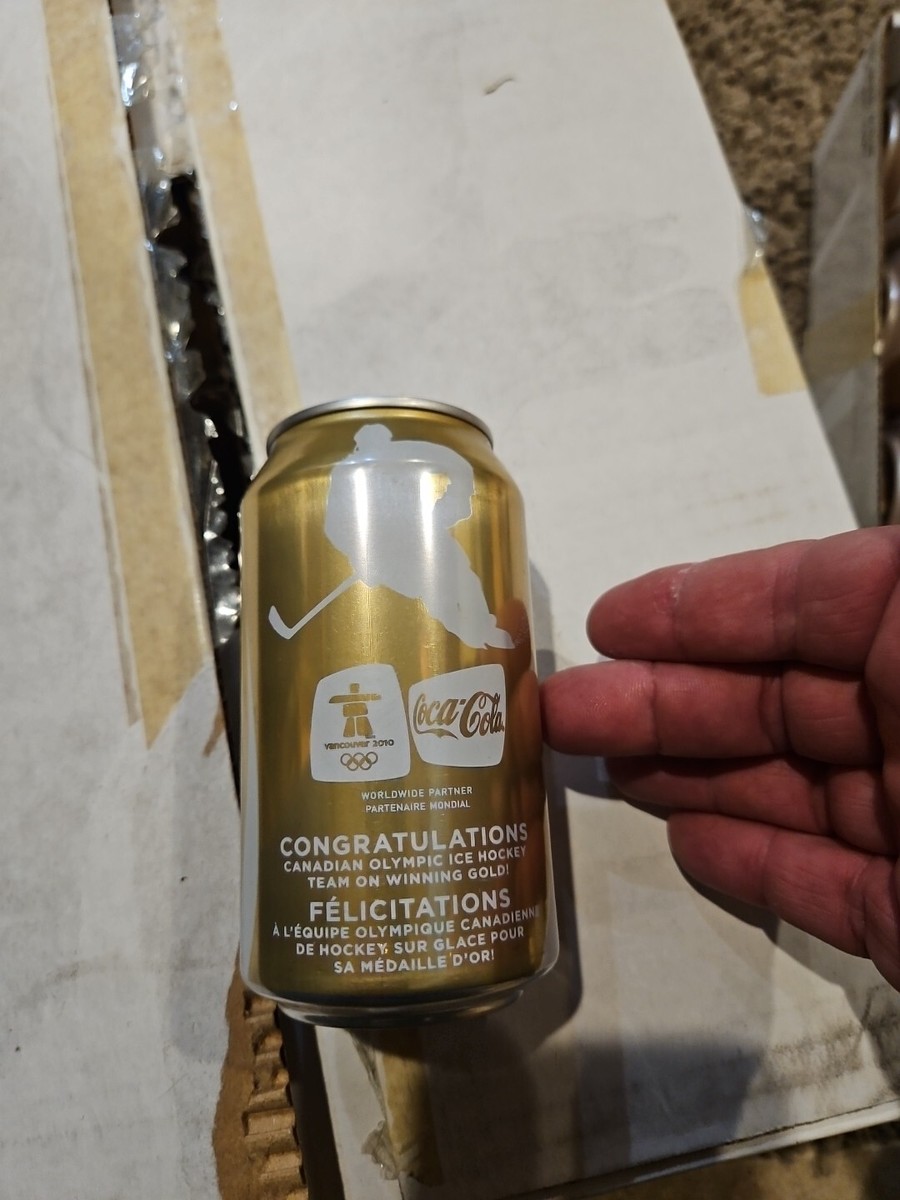 vancouver 2010
Coca-Cola
WORLDWIDE PARTNER
PARTENAIRE MONDIAL
CONGRATULATIONS
CANADIAN OLYMPIC ICE HOCKEY
TEAM ON WINNING GOLD!
FÉLICITATIONS
À L'ÉQUIPE OLYMPIQUE CANADIENNE
DE HOCKEY SUR GLACE POUR
SA MÉDAILLE D'OR!